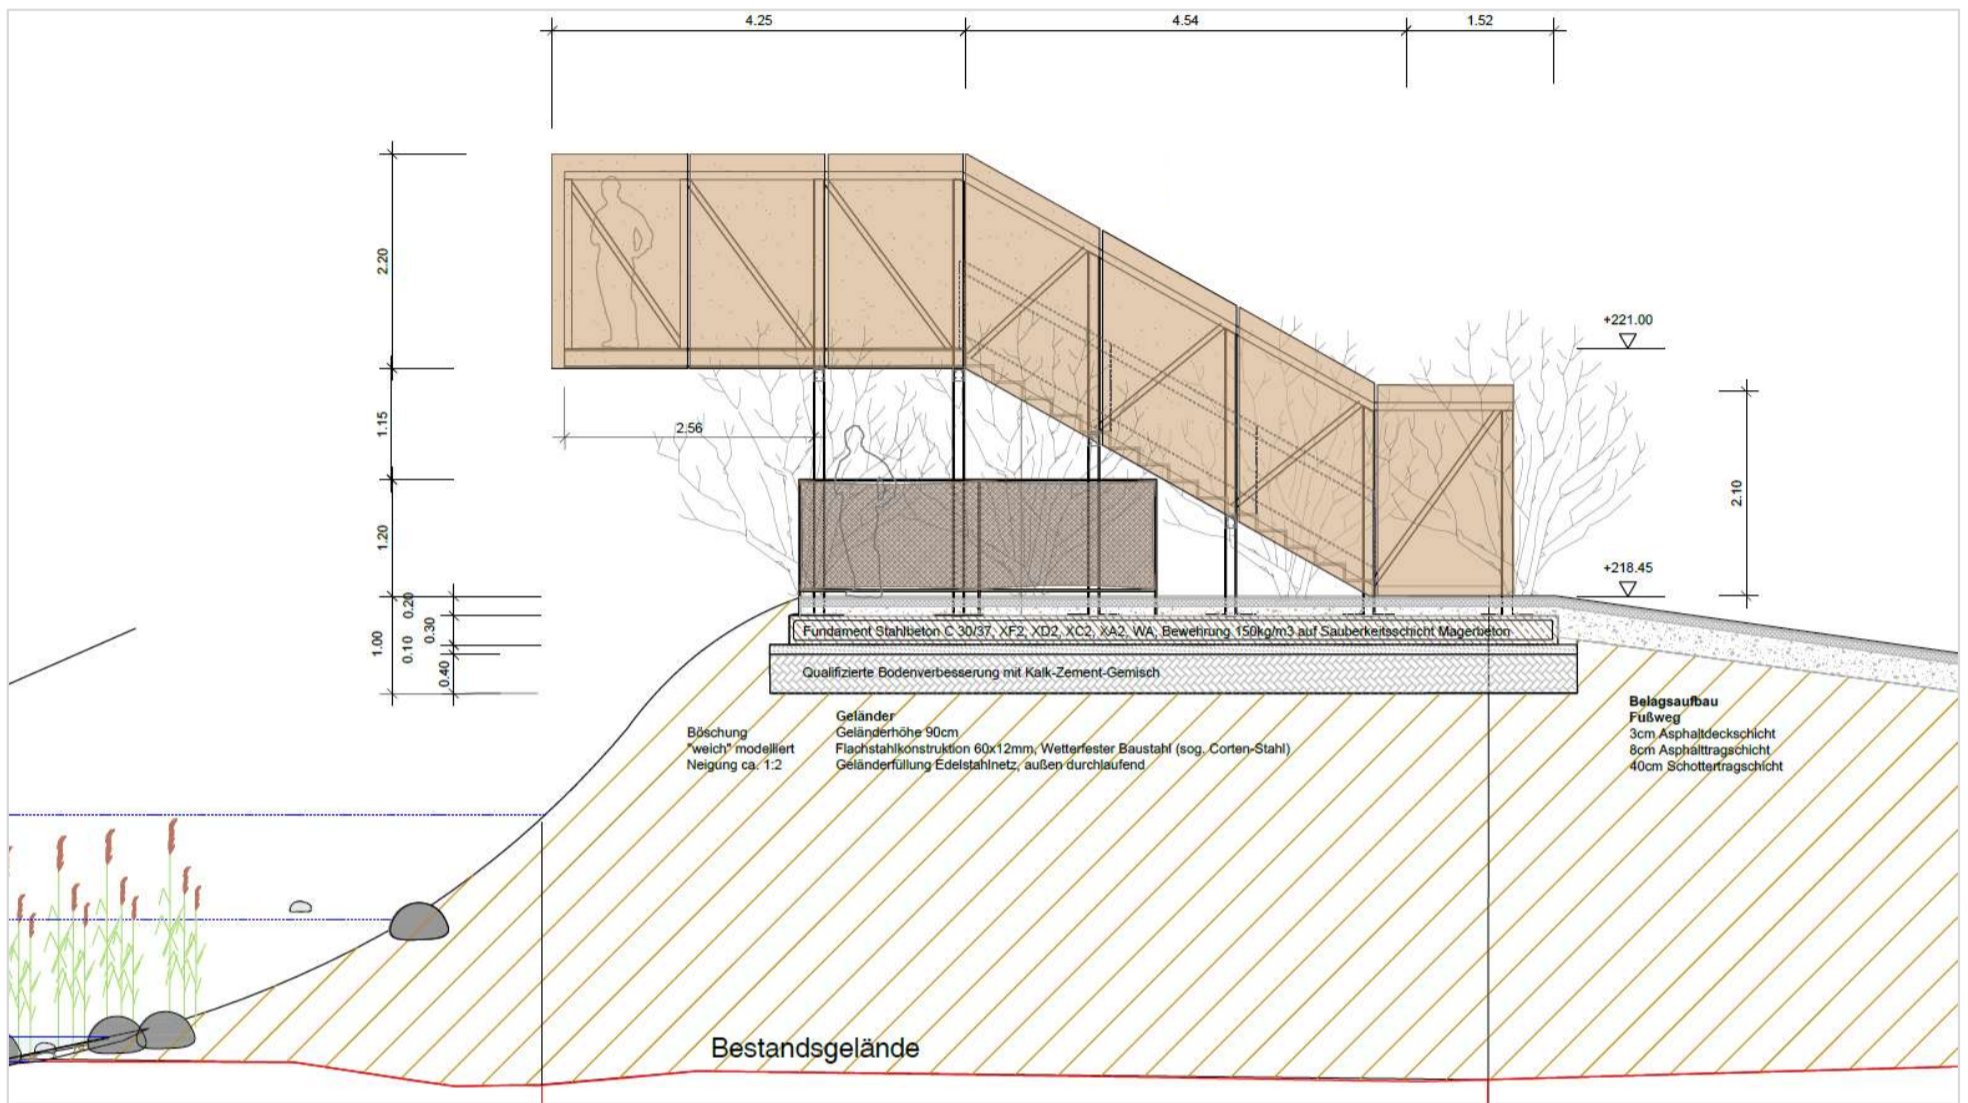 4.25
4.54
1.52
2.20
+221.00
1.15
2.56
2.10
1.20
+218.45
0.20
1.00
0.10
0.30
0.40
Fundament Stahlbeton C 30/37, XF2, XD2, XC2, XA2, WA, Bewehrung 150kg/m3 auf Sauberkeitsschicht Magerbeton
Qualifizierte Bodenverbesserung mit Kalk-Zement-Gemisch
Böschung
"weich" modelliert
Neigung ca. 1:2
Geländer
Geländerhöhe 90cm
Flachstahlkonstruktion 60x12mm, Wetterfester Baustahl (sog. Corten-Stahl)
Geländerfüllung Edelstahlnetz, außen durchlaufend
Belagsaufbau
Fußweg
3cm Asphaltdeckschicht
8cm Asphalttragschicht
40cm Schottertragschicht
Bestandsgelände